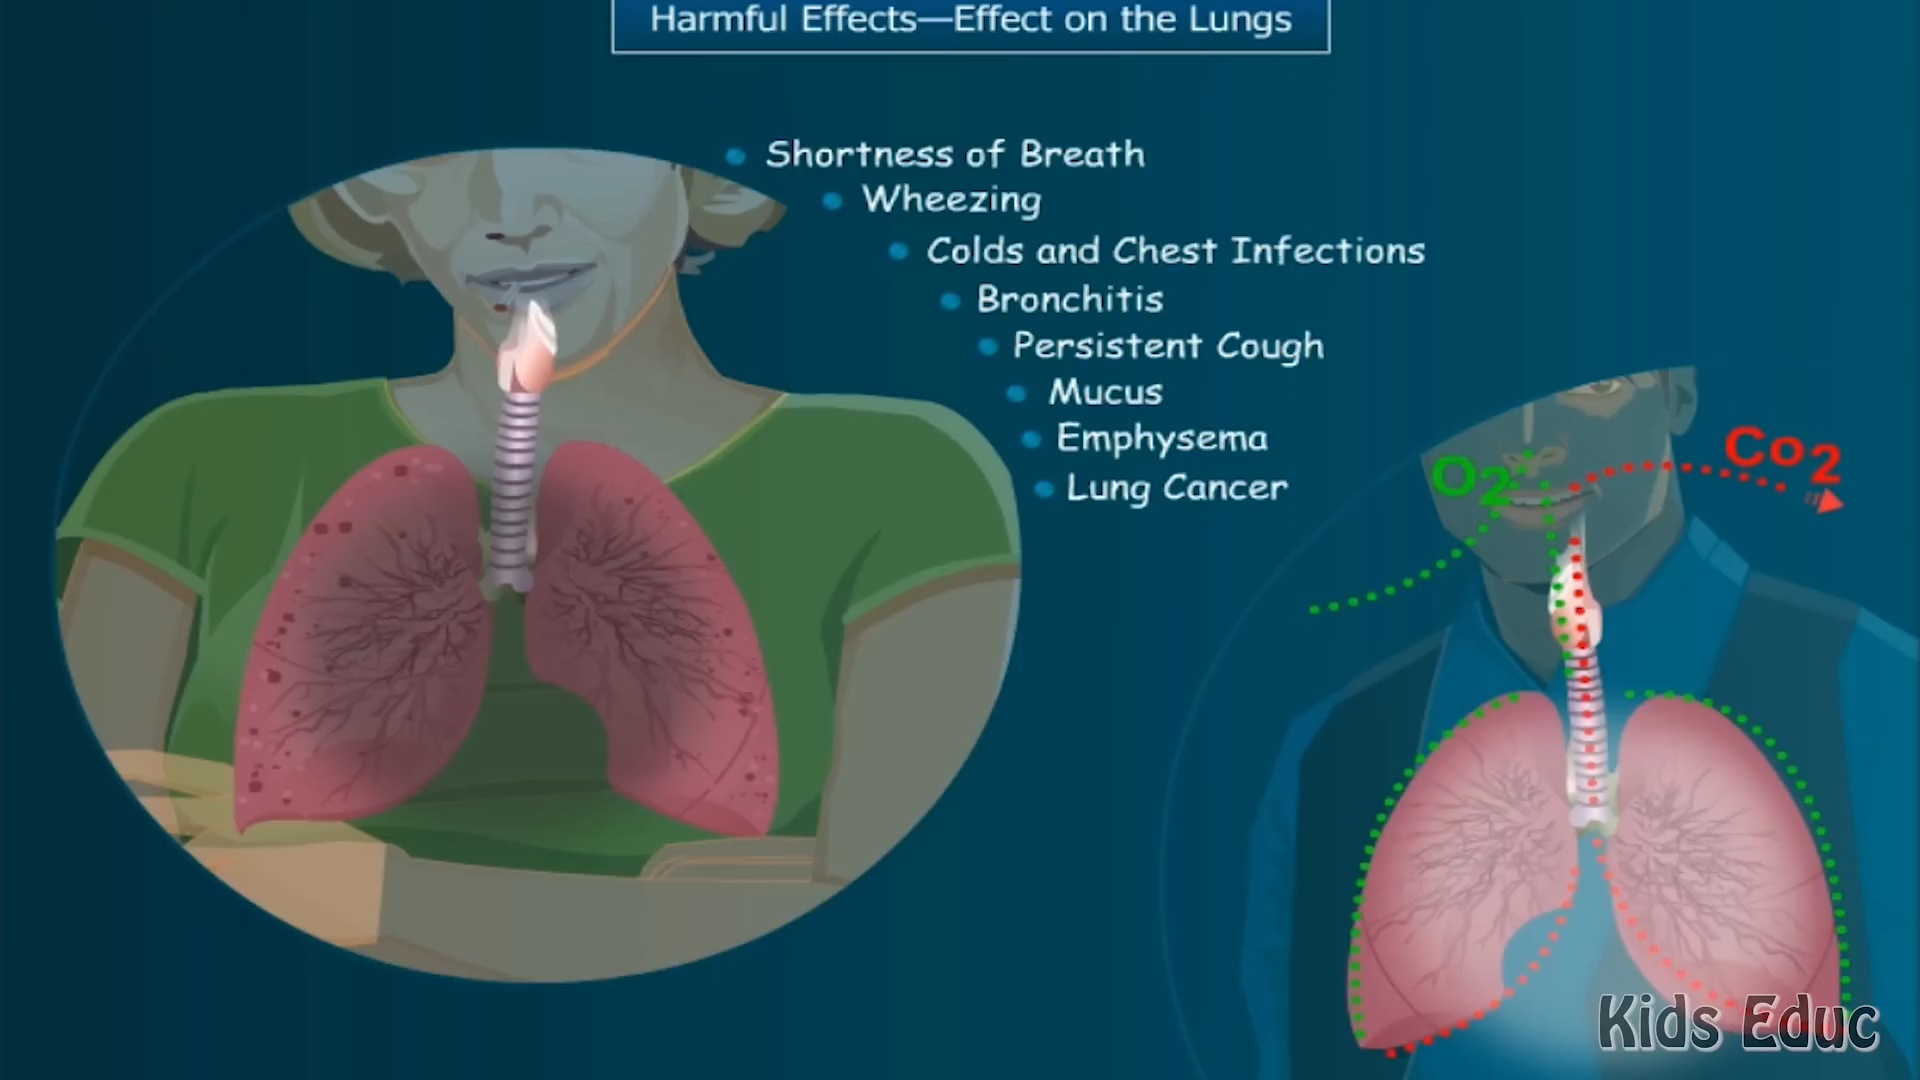 Harmful Effects—Effect on the Lungs
Shortness of Breath
Wheezing
Colds and Chest Infections
Bronchitis
Persistent Cough
Mucus
Emphysema
Lung Cancer
O2
Co2
Kids Educ